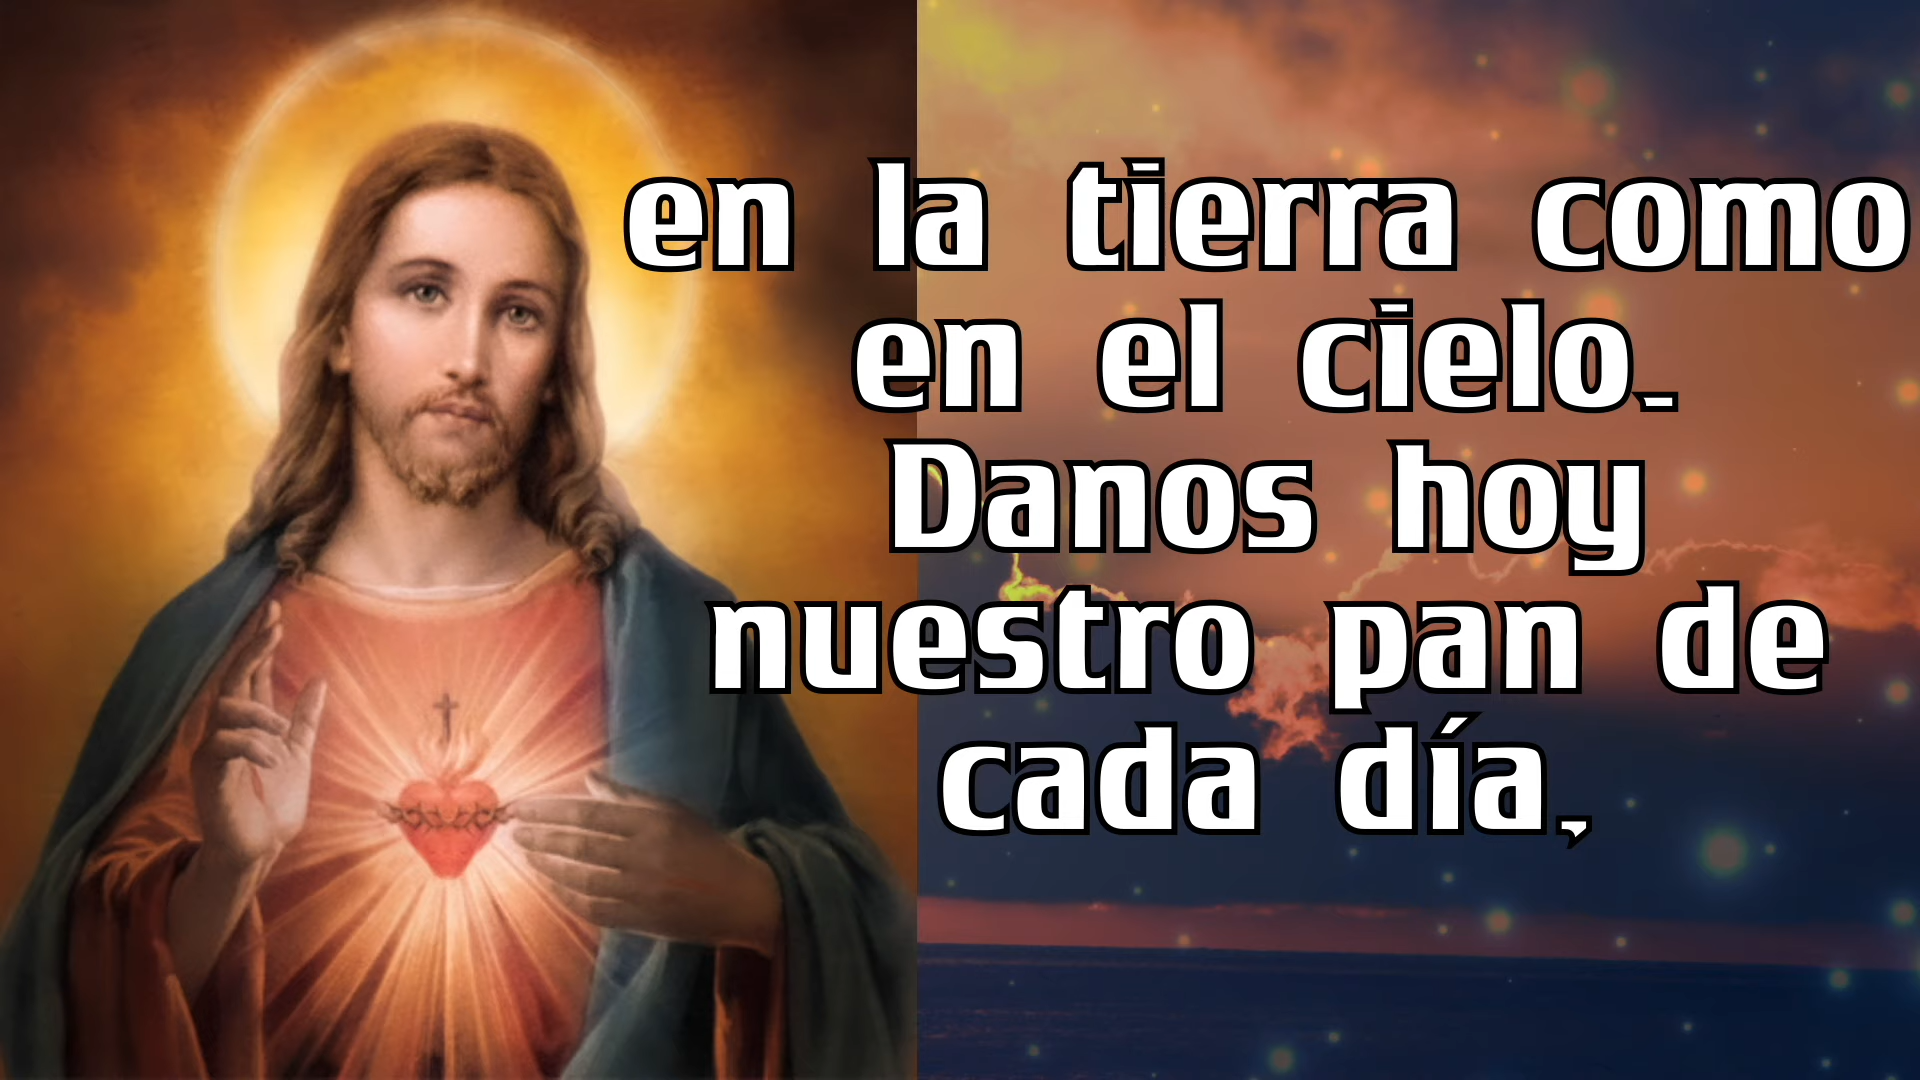 en la tierra como
en el cielo.
Danos hoy
nuestro pan de
cada día,